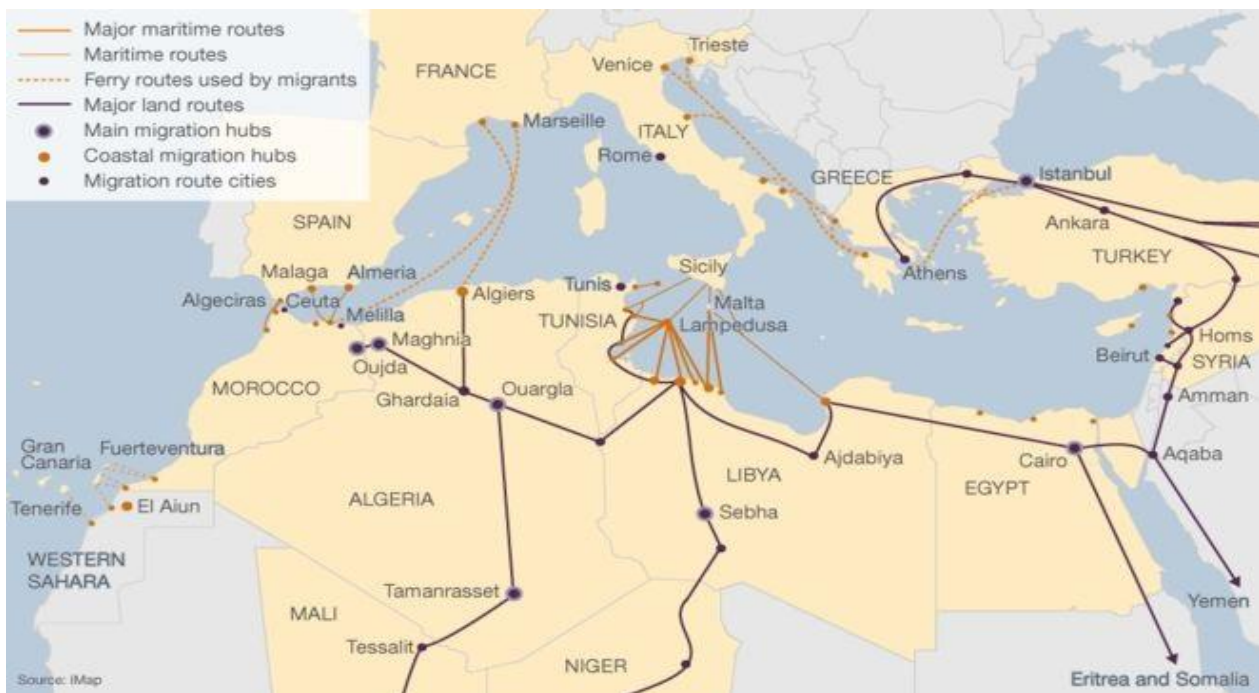 Major maritime routes
Maritime routes
Ferry routes used by migrants
Major land routes
Main migration hubs
Coastal migration hubs
Migration route cities
Trieste
Venice
FRANCE
Marseille
ITALY
Rome
GREECE
Istanbul
Ankara
TURKEY
SPAIN
Athens
Malaga
Almeria
Algeciras
Ceuta
Melilla
Algiers
Tunis
Sicily
Malta
TUNISIA
Lampedusa
Homs
Beirut
SYRIA
Maghnia
Oujda
MOROCCO
Ghardaia
Ouargla
Amman
Gran
Canaria
Fuerteventura
Ajdabiya
Cairo
Aqaba
LIBYA
EGYPT
ALGERIA
Tenerife
El Aiun
Sebha
WESTERN
SAHARA
Tamanrasset
MALI
Yemen
Tessalit
NIGER
Eritrea and Somalia
Source: iMap